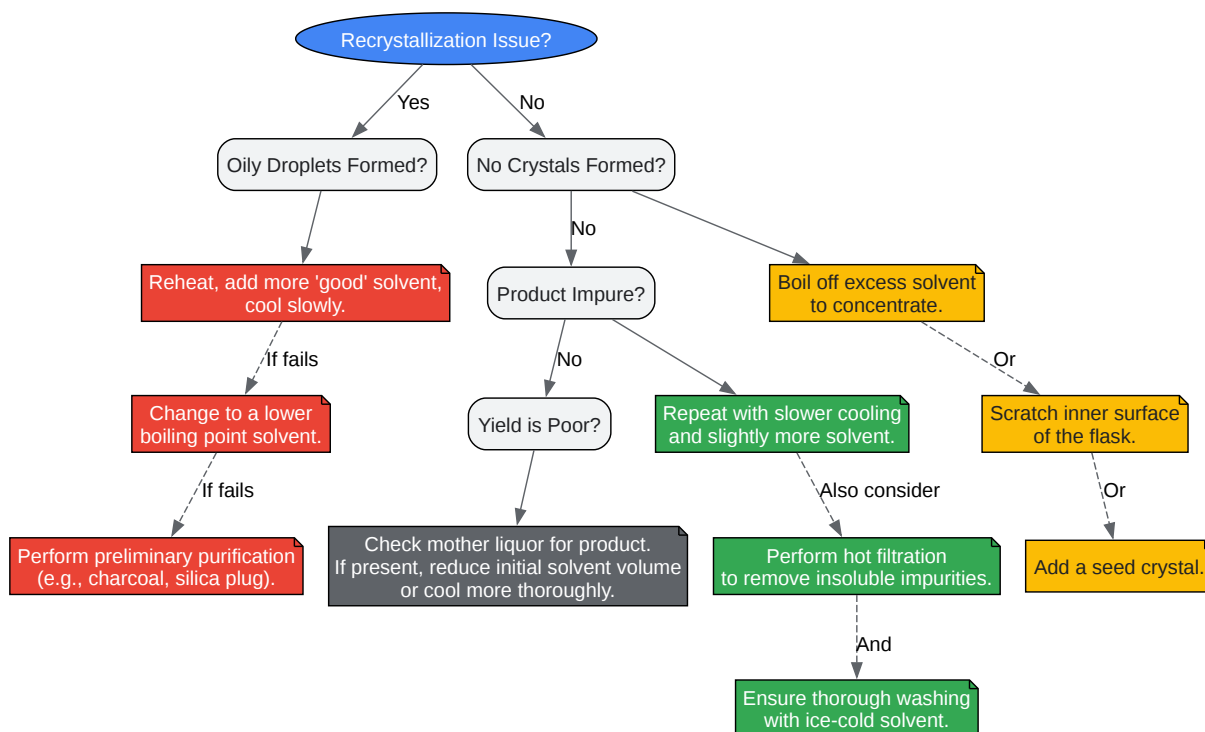 Recrystallization Issue?
Yes
No
Oily Droplets Formed?
No Crystals Formed?
No
Reheat, add more 'good' solvent,
cool slowly.
Product Impure?
Boil off excess solvent
to concentrate.
If fails
No
Or
Change to a lower
boiling point solvent.
Yield is Poor?
Repeat with slower cooling
and slightly more solvent.
Scratch inner surface
of the flask.
If fails
Also consider
Or
Perform preliminary purification
(e.g., charcoal, silica plug).
Check mother liquor for product.
If present, reduce initial solvent volume
or cool more thoroughly.
Perform hot filtration
to remove insoluble impurities.
Add a seed crystal.
And
Ensure thorough washing
with ice-cold solvent.